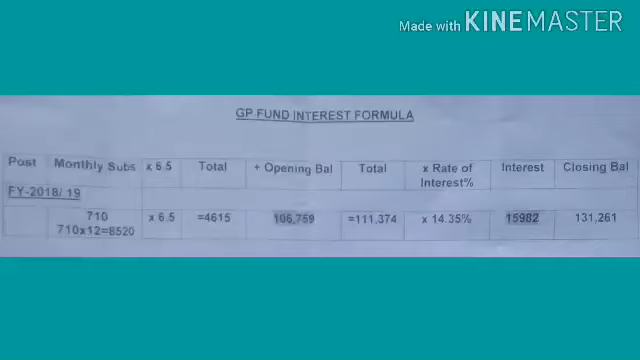 Made with KINEMASTER
GP FUND INTEREST FORMULA
Post Monthly Subs x 6.5 Total + Opening Bal Total x Rate of Interest% Interest Closing Bal
FY-2018/ 19
710 x 6.5 =4615 106,759 =111,374 x 14.35% 15982 131,261
710x12=8520